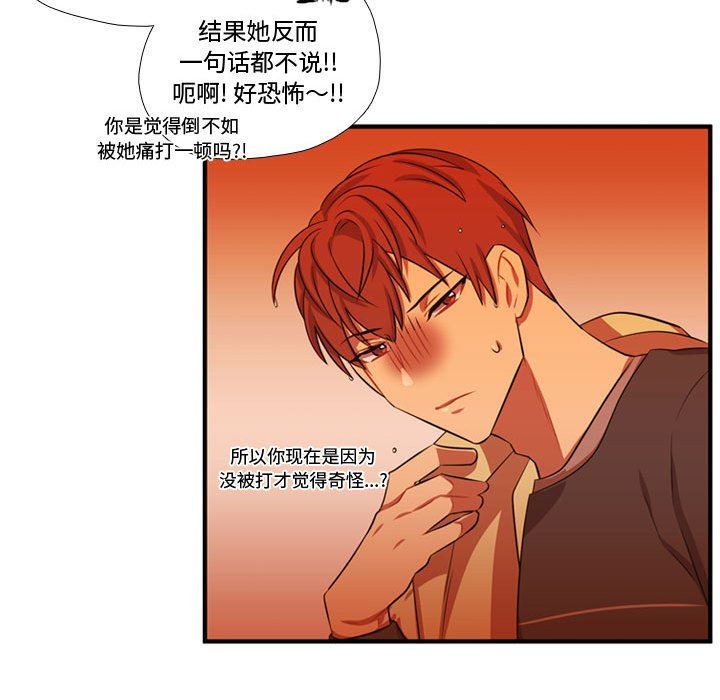 结果她反而
一句话都不说!!
呃啊! 好恐怖～!!
你是觉得倒不如
被她痛打一顿吗?!
所以你现在是因为
没被打才觉得奇怪...?